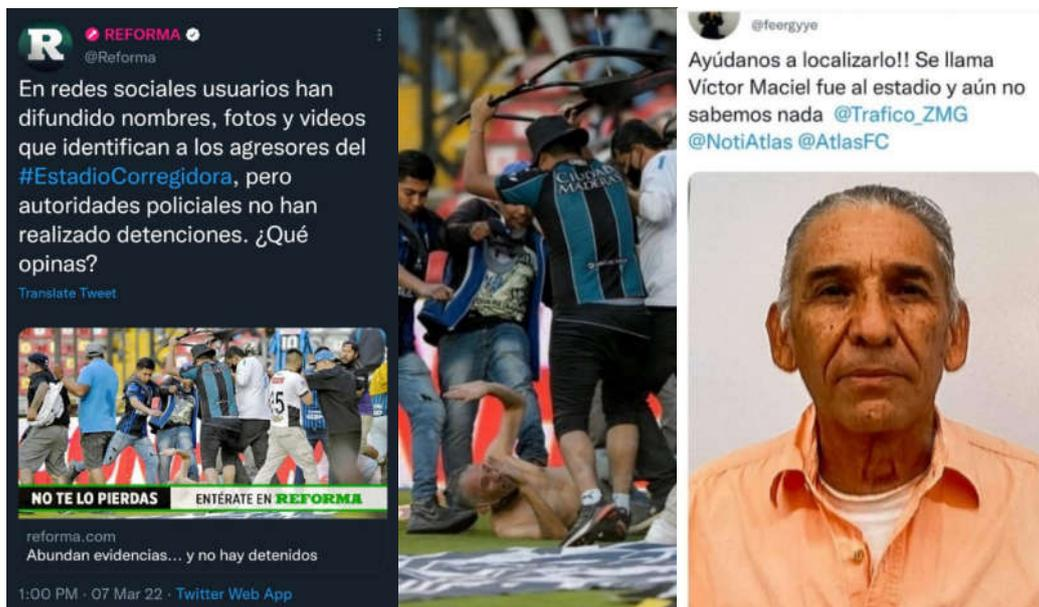 REFORMA
@Reforma
En redes sociales usuarios han
difundido nombres, fotos y videos
que identifican a los agresores del
#EstadioCorregidora, pero
autoridades policiales no han
realizado detenciones. ¿Qué
opinas?
Translate Tweet
10
15
NO TE LO PIERDAS
ENTÉRATE EN REFORMA
reforma.com
Abundan evidencias... y no hay detenidos
1:00 PM · 07 Mar 22 · Twitter Web App
CIUDAD
MADERAS
@feergyye
Ayúdanos a localizarlo!! Se llama
Víctor Maciel fue al estadio y aún no
sabemos nada @Trafico_ZMG
@NotiAtlas @AtlasFC